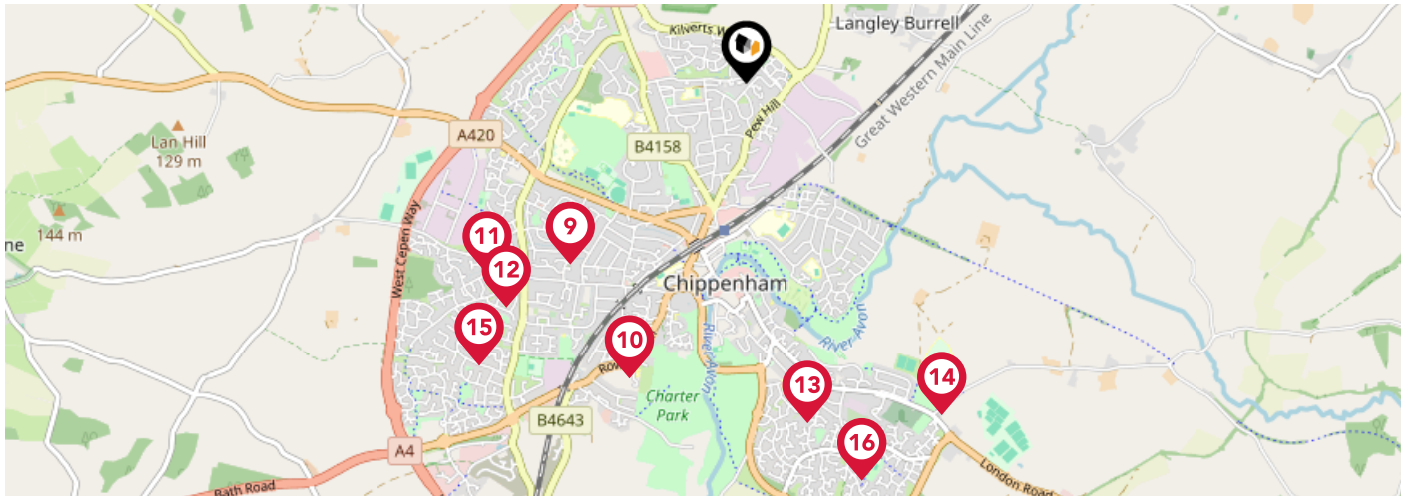 Kilverts W
Langley Burrell
Great Western Main Line
Pew Hill
Lan Hill
129 m
A420
B4158
144 m
ne
West Cepen Way
9
11
12
15
10
Chippenham
River Avon
River Avon
Row
Charter
Park
13
14
16
B4643
A4
Bath Road
London Road